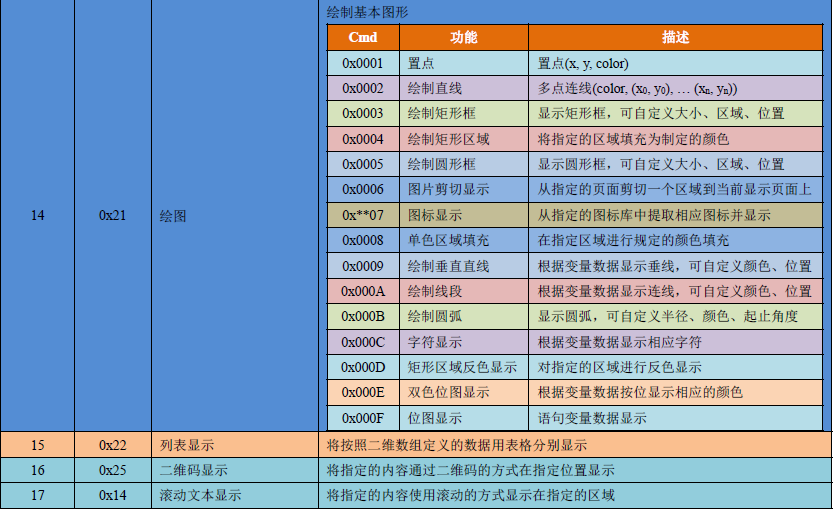 绘制基本图形
Cmd 功能 描述
0x0001 置点 置点(x, y, color)
0x0002 绘制直线 多点连线(color, (x0, y0), … (xn, yn))
0x0003 绘制矩形框 显示矩形框，可自定义大小、区域、位置
0x0004 绘制矩形区域 将指定的区域填充为制定的颜色
0x0005 绘制圆形框 显示圆形框，可自定义大小、区域、位置
0x0006 图片剪切显示 从指定的页面剪切一个区域到当前显示页面上
14 0x21 绘图 0x**07 图标显示 从指定的图标库中提取相应图标并显示
0x0008 单色区域填充 在指定区域进行规定的颜色填充
0x0009 绘制垂直直线 根据变量数据显示垂线，可自定义颜色、位置
0x000A 绘制线段 根据变量数据显示连线，可自定义颜色、位置
0x000B 绘制圆弧 显示圆弧，可自定义半径、颜色、起止角度
0x000C 字符显示 根据变量数据显示相应字符
0x000D 矩形区域反色显示 对指定的区域进行反色显示
0x000E 双色位图显示 根据变量数据按位显示相应的颜色
0x000F 位图显示 语句变量数据显示
15 0x22 列表显示 将按照二维数组定义的数据用表格分别显示
16 0x25 二维码显示 将指定的内容通过二维码的方式在指定位置显示
17 0x14 滚动文本显示 将指定的内容使用滚动的方式显示在指定的区域